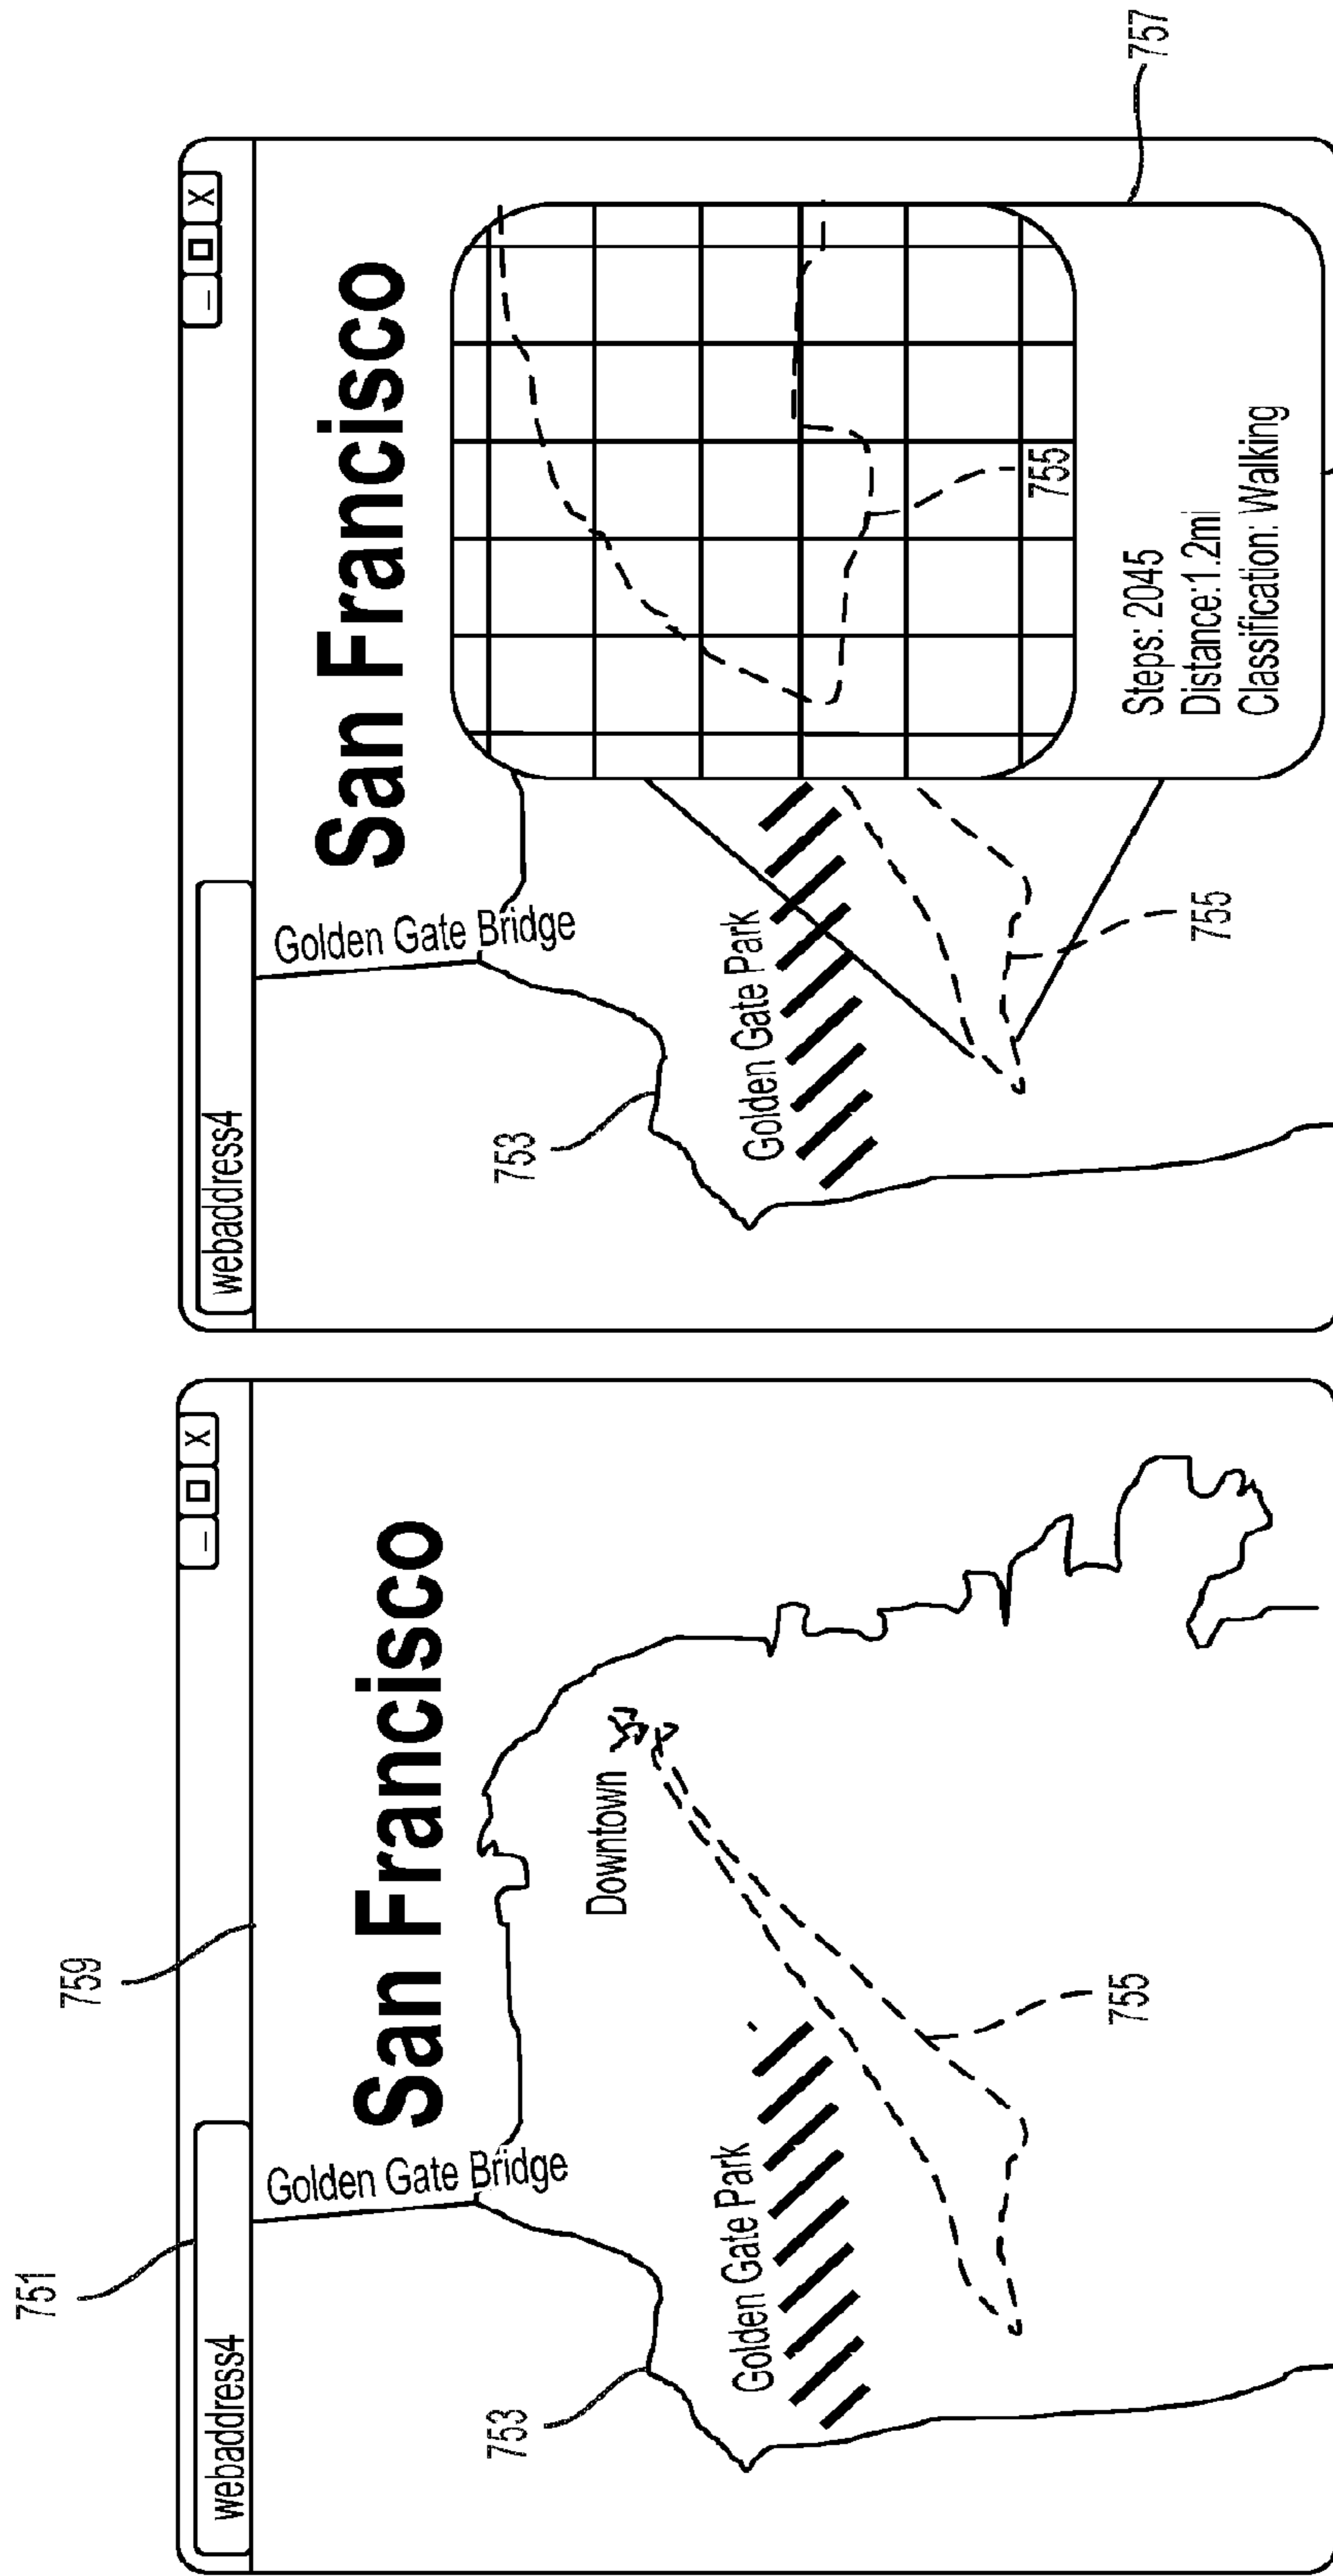 751
759
webaddress4
_
X
San Francisco
Golden Gate Bridge
753
Downtown
Golden Gate Park
755
webaddress4
_
X
San Francisco
Golden Gate Bridge
753
Golden Gate Park
755
755
Steps: 2045
Distance:1.2mi
Classification: Walking
757